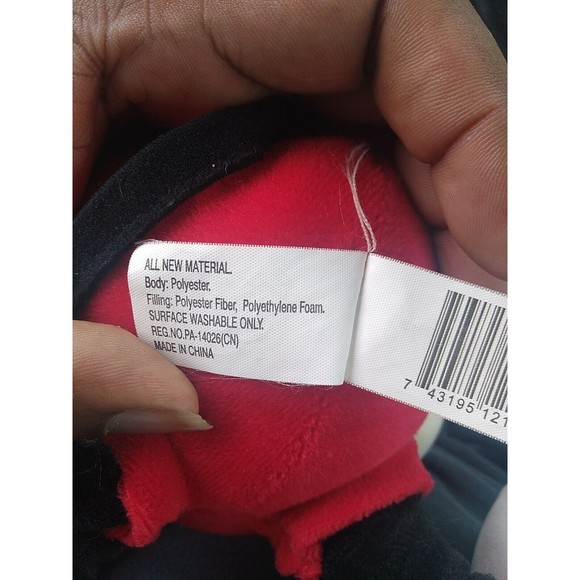 ALL NEW MATERIAL.
Body: Polyester.
Filling: Polyester Fiber, Polyethylene Foam.
SURFACE WASHABLE ONLY.
REG.NO.PA-14026(CN)
MADE IN CHINA
7 43195 121